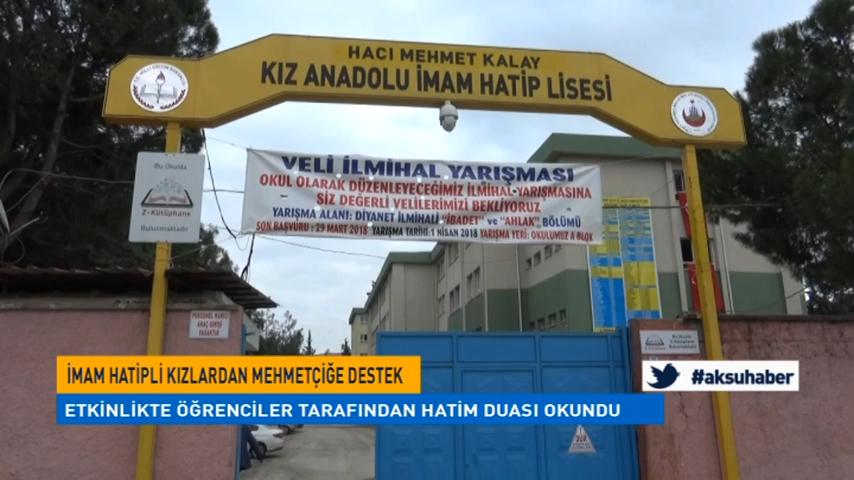 HACI MEHMET KALAY
KIZ ANADOLU İMAM HATİP LİSESİ
VELİ İLMİHAL YARIŞMASI
OKUL OLARAK DÜZENLEYECEĞİMİZ İLMİHAL YARIŞMASINA
SİZ DEĞERLİ VELİLERİMİZİ BEKLİYORUZ
YARIŞMA ALANI: DİYANET İLMİHALİ "İBADET" ve "AHLAK" BÖLÜMÜ
SON BAŞVURU : 29 MART 2018 YARIŞMA TARİHİ:1 NİSAN 2018 YARIŞMA YERİ: OKULUMUZ A BLOK
Bu Okulda
Z-Kütüphane
Bulunmaktadır
PERSONEL HARİCİ
ARAÇ GİRİŞİ
YASAKTIR
İMAM HATİPLİ KIZLARDAN MEHMETÇİĞE DESTEK
#aksuhaber
ETKİNLİKTE ÖĞRENCİLER TARAFINDAN HATİM DUASI OKUNDU
DUR